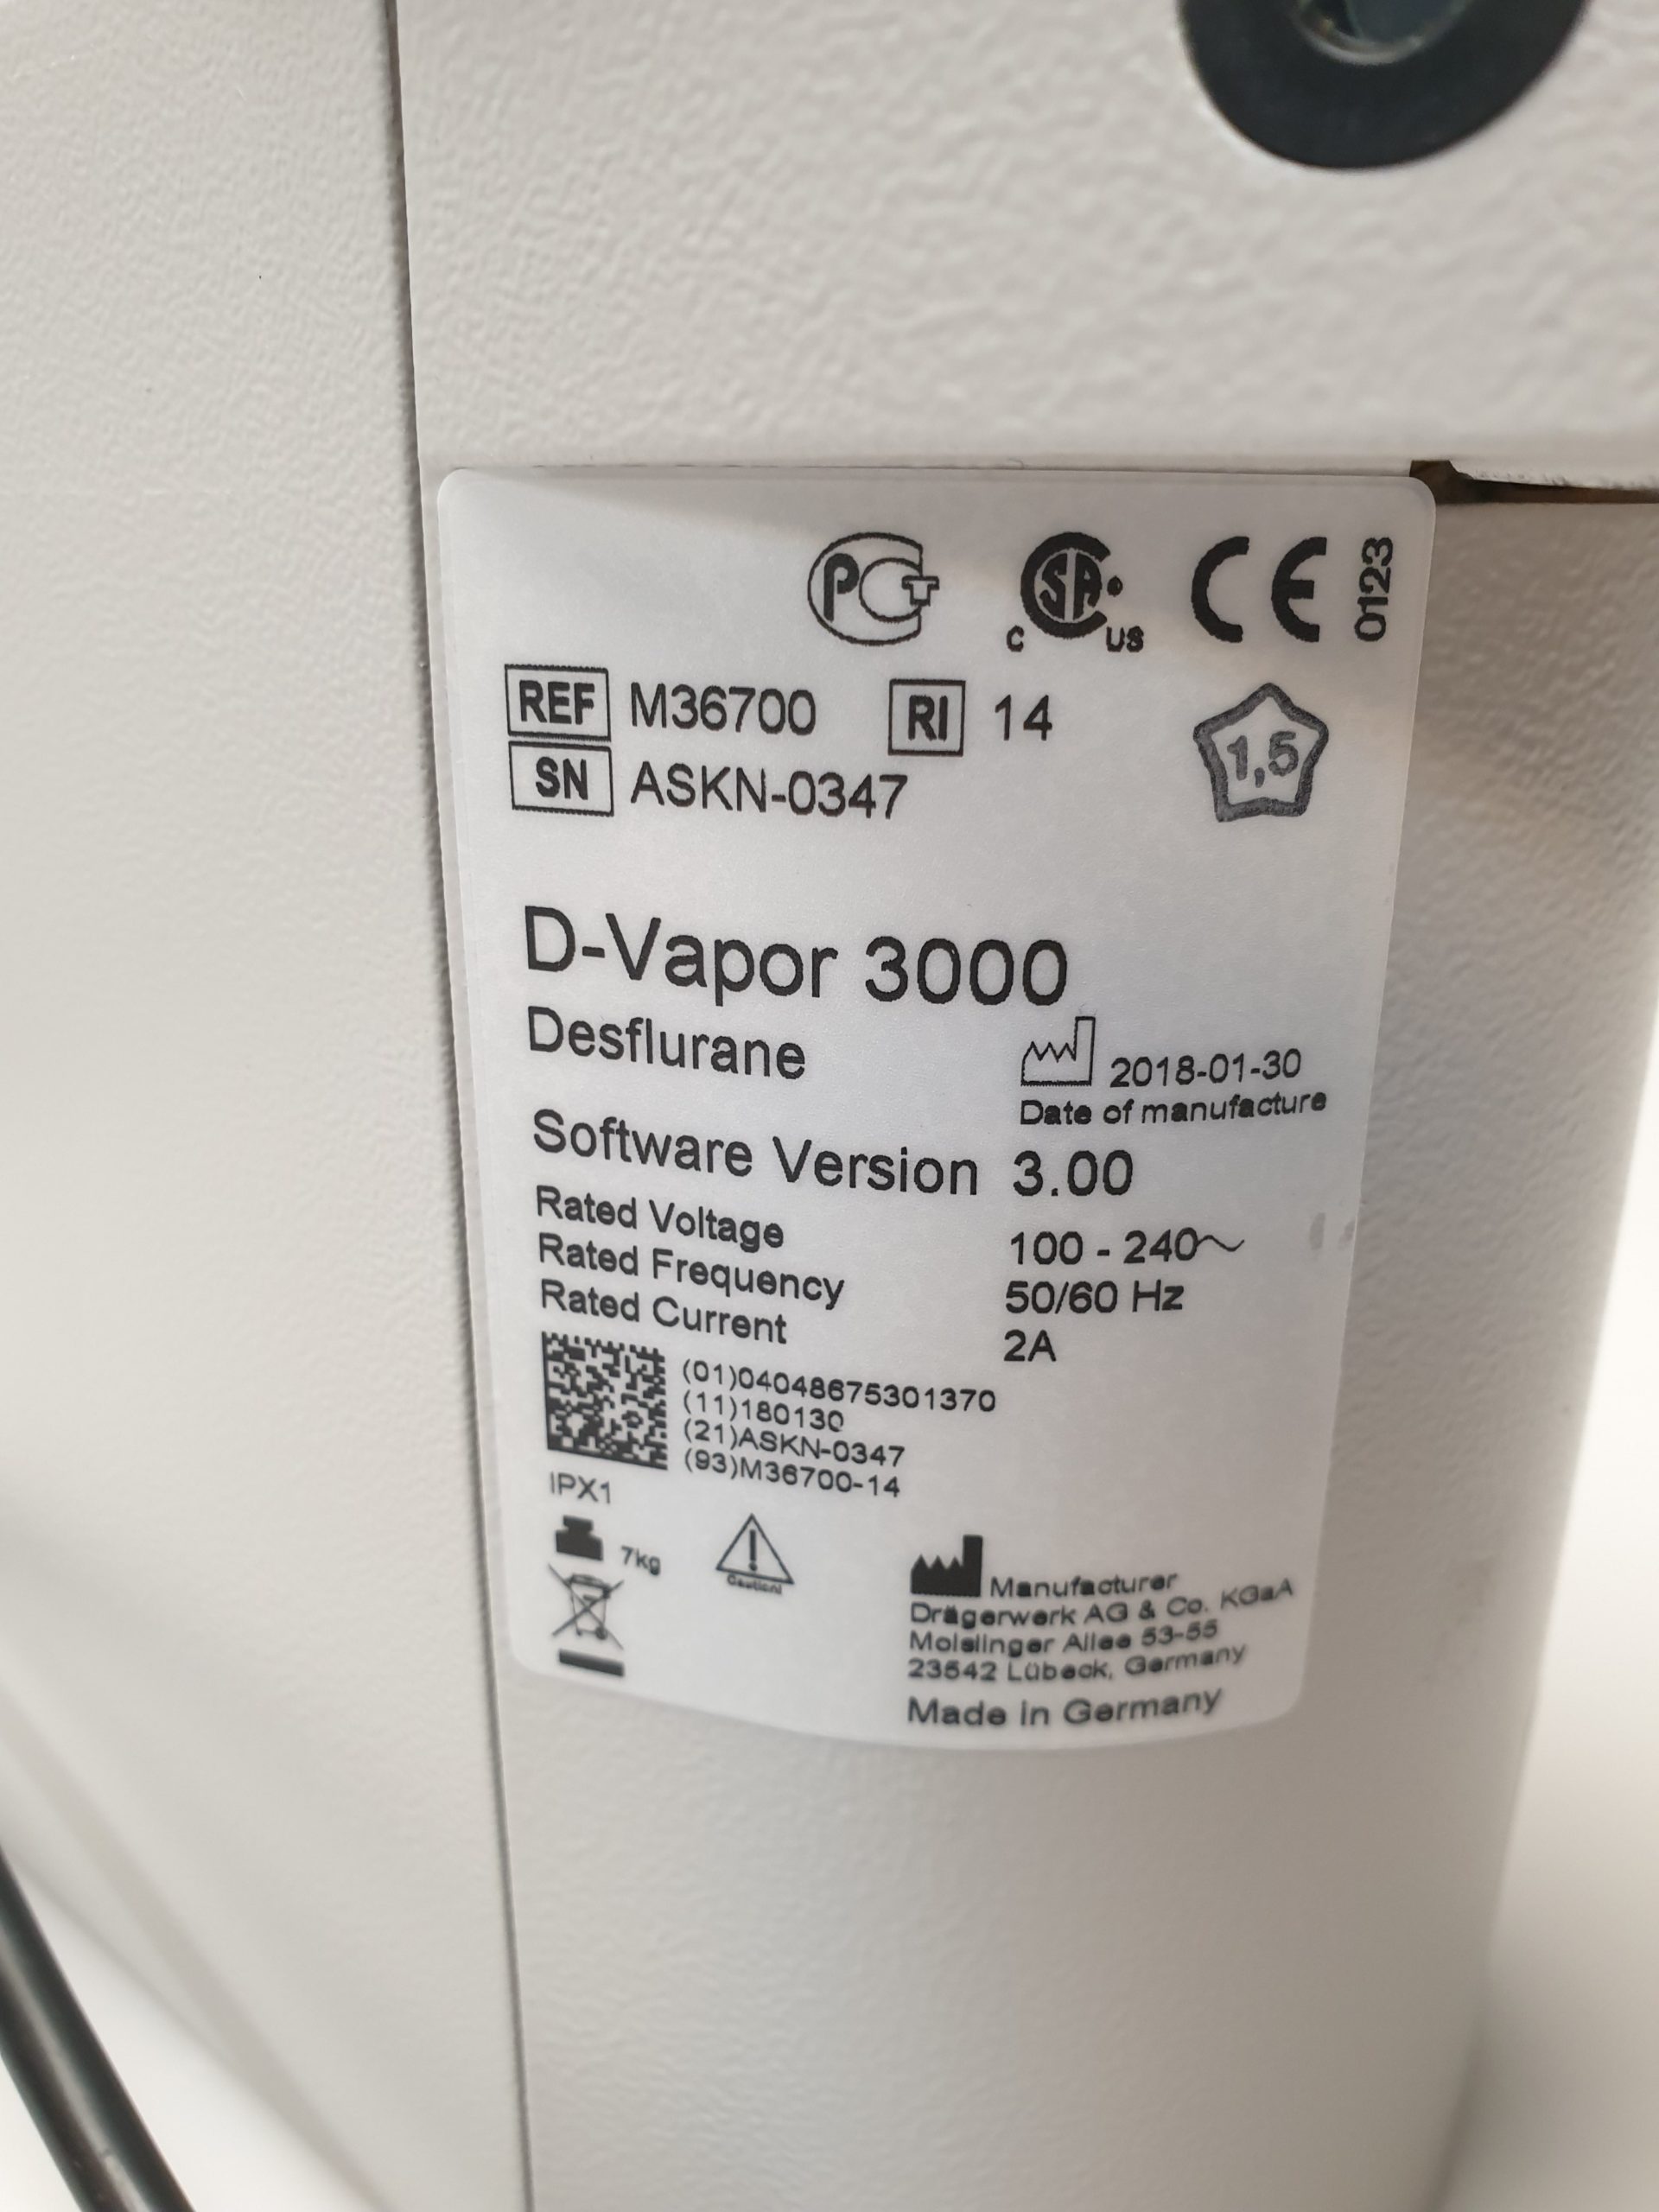 PCT
C SA US CE 0123
REF M36700 RI 14
1,5
SN ASKN-0347
D-Vapor 3000
Desflurane
2018-01-30
Date of manufacture
Software Version 3.00
Rated Voltage 100 - 240~
Rated Frequency 50/60 Hz
Rated Current 2A
(01)04048675301370
(11)180130
(21)ASKN-0347
(93)M36700-14
IPX1
7kg
Caution!
Manufacturer
Drägerwerk AG & Co. KGaA
Moislinger Allee 53-55
23542 Lübeck, Germany
Made in Germany